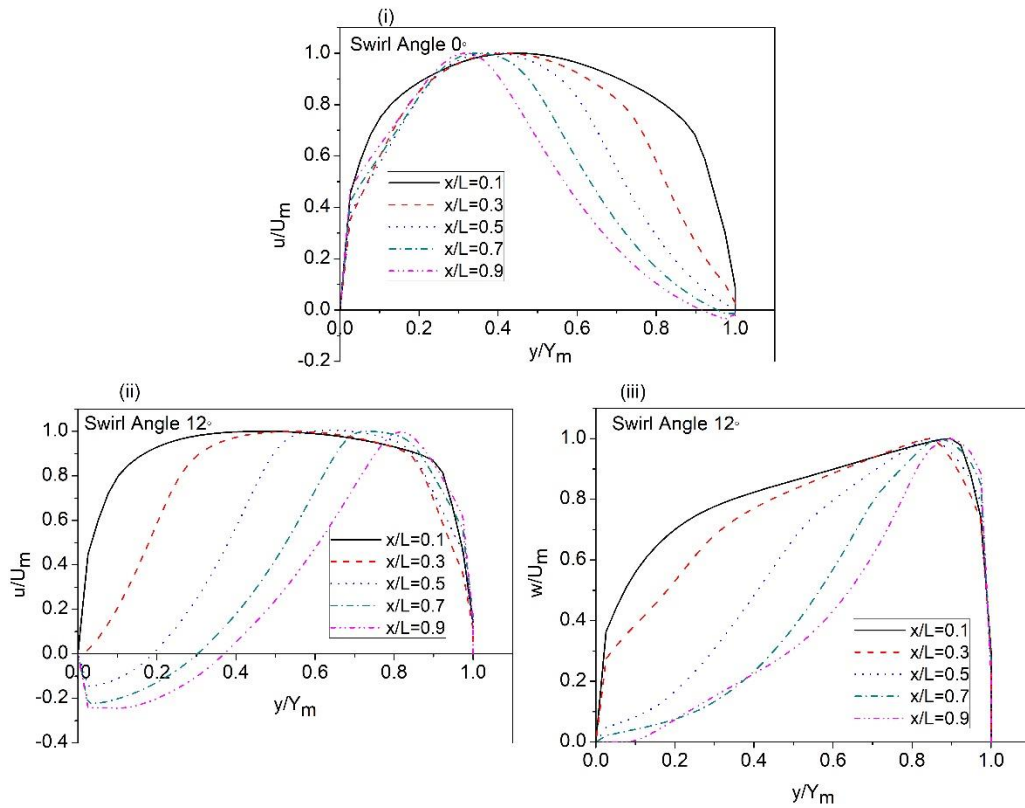 (i)
Swirl Angle 0°
1.0
0.8
0.6
0.4
0.2
0.0
-0.2
u/Um
x/L=0.1
x/L=0.3
x/L=0.5
x/L=0.7
x/L=0.9
0.0 0.2 0.4 0.6 0.8 1.0
y/Ym
(ii)
Swirl Angle 12°
1.0
0.8
0.6
0.4
0.2
0.0
-0.2
-0.4
u/Um
x/L=0.1
x/L=0.3
x/L=0.5
x/L=0.7
x/L=0.9
0.0 0.2 0.4 0.6 0.8 1.0
y/Ym
(iii)
Swirl Angle 12°
1.0
0.8
0.6
0.4
0.2
0.0
w/Um
x/L=0.1
x/L=0.3
x/L=0.5
x/L=0.7
x/L=0.9
0.0 0.2 0.4 0.6 0.8 1.0
y/Ym